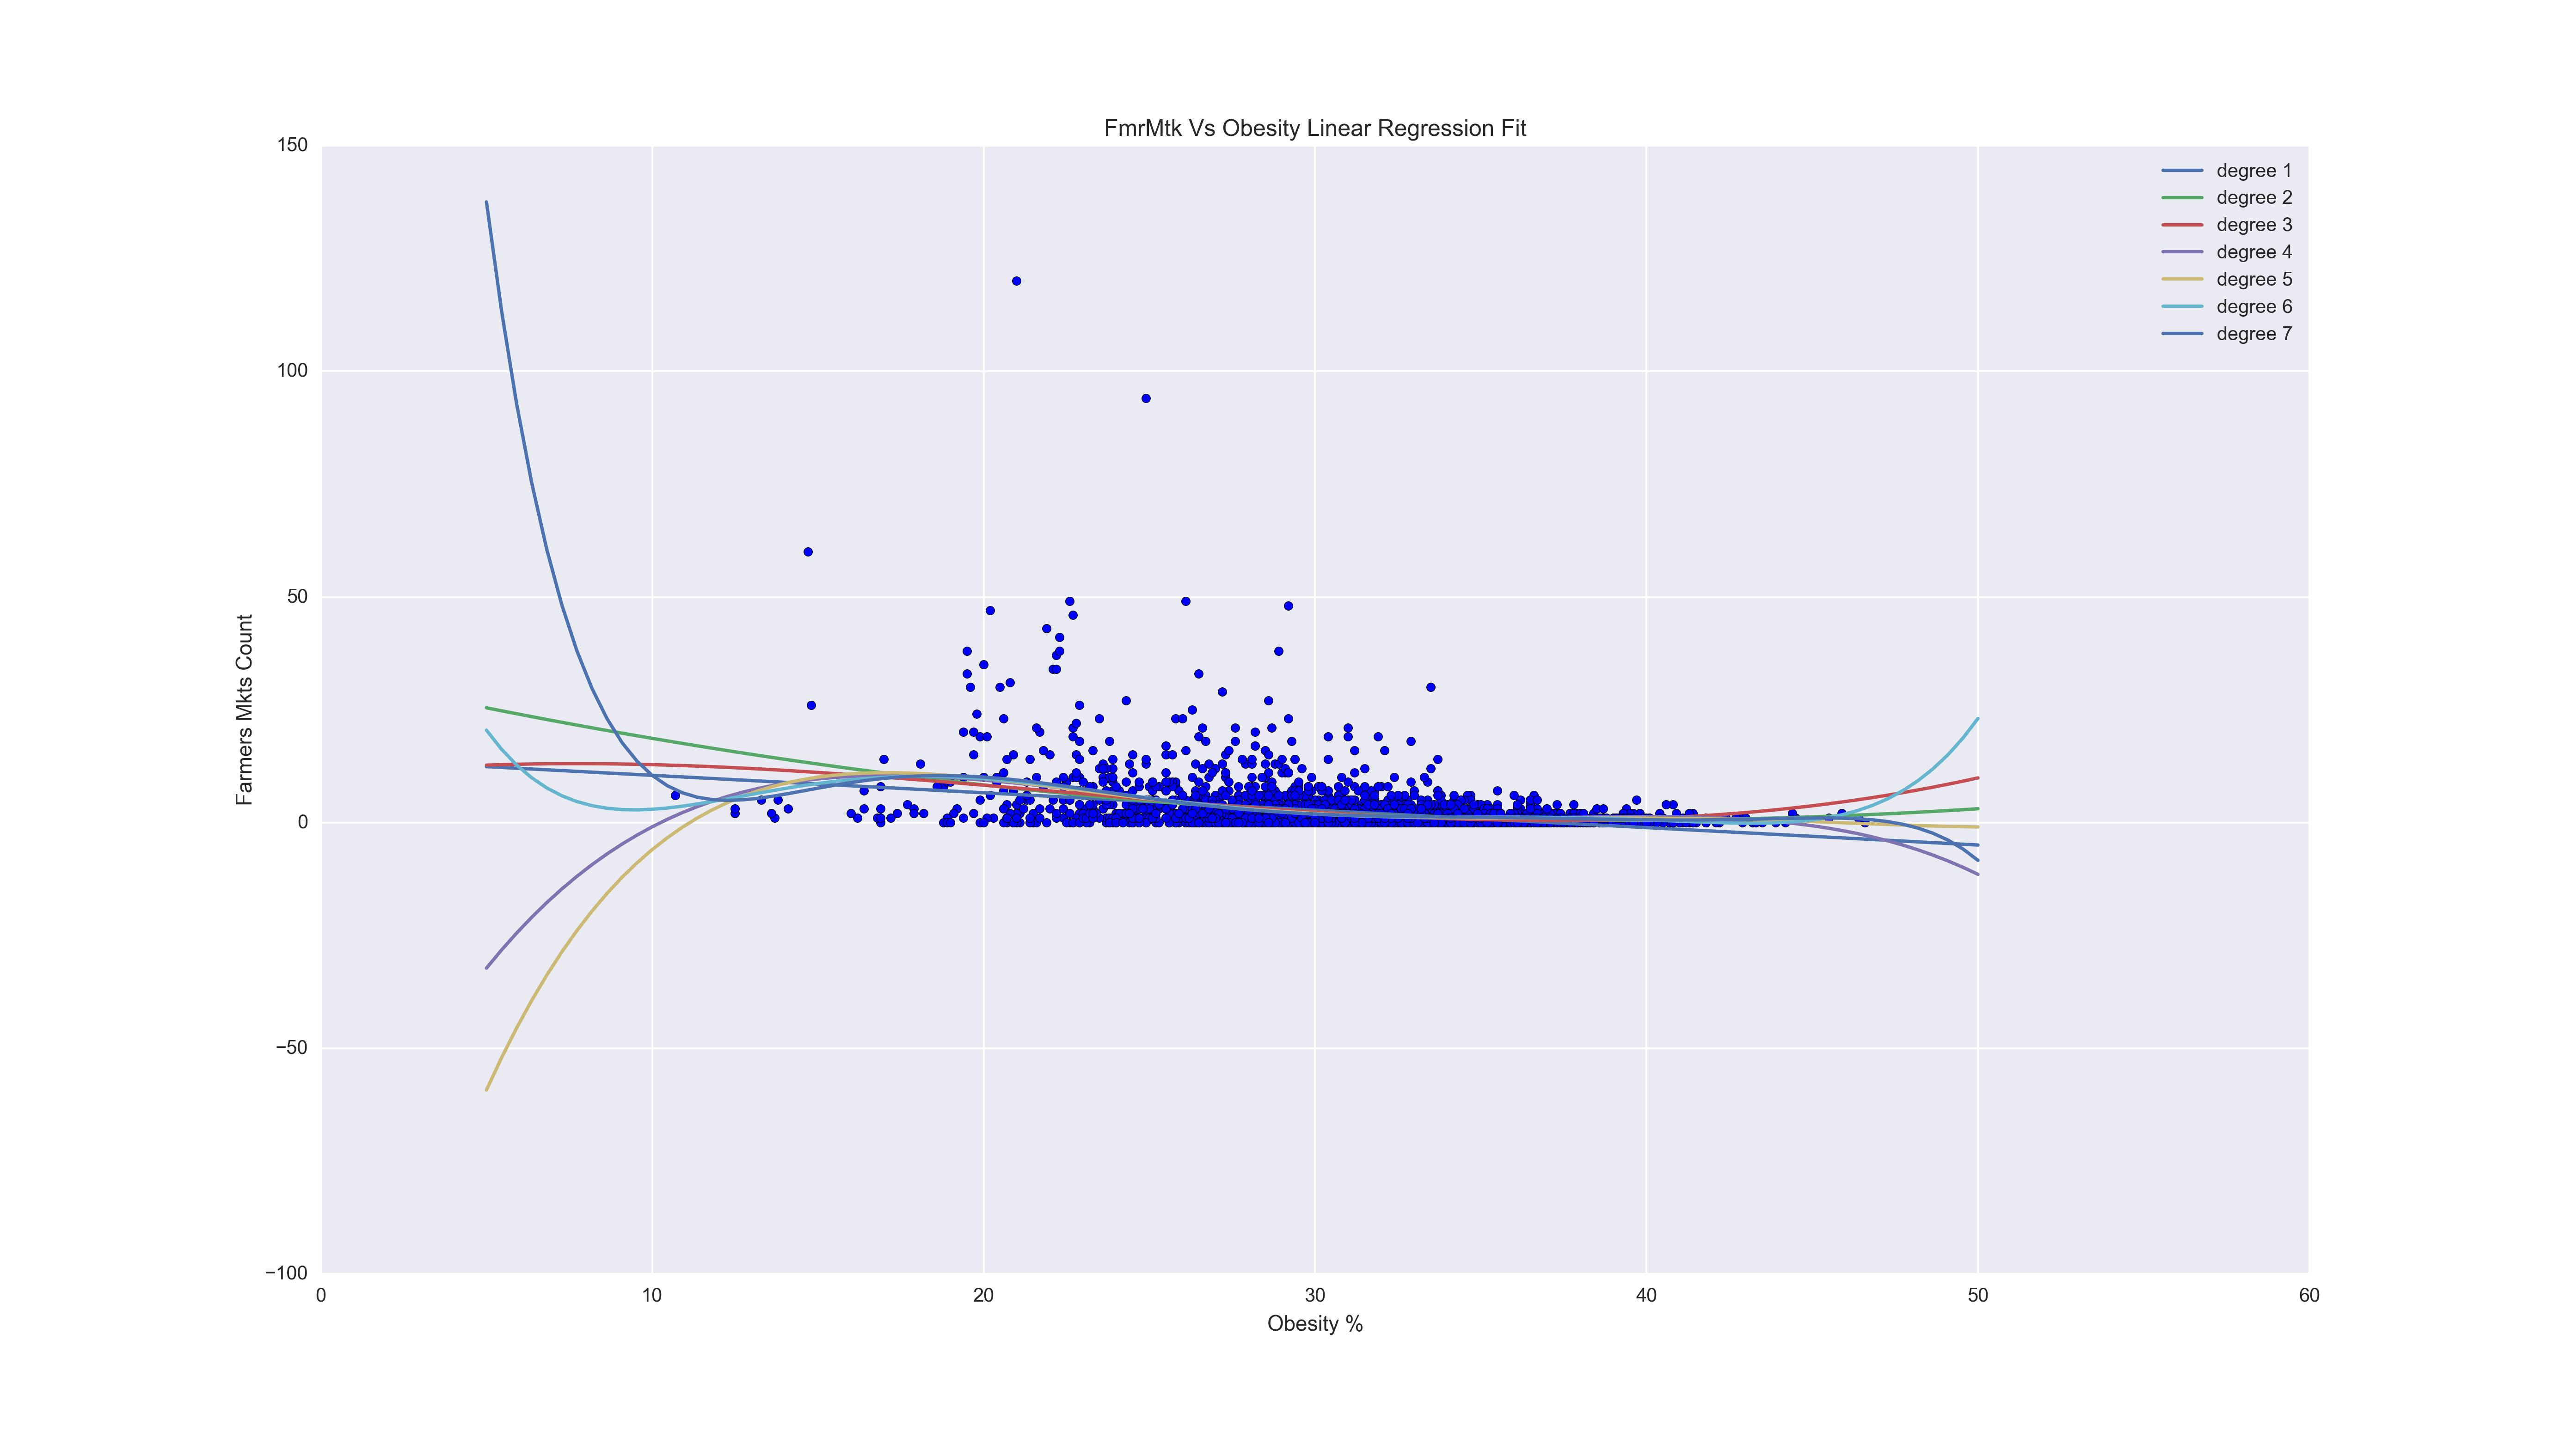 FmrMtk Vs Obesity Linear Regression Fit
150
100
50
0
−50
−100
Farmers Mkts Count
degree 1
degree 2
degree 3
degree 4
degree 5
degree 6
degree 7
0 10 20 30 40 50 60
Obesity %